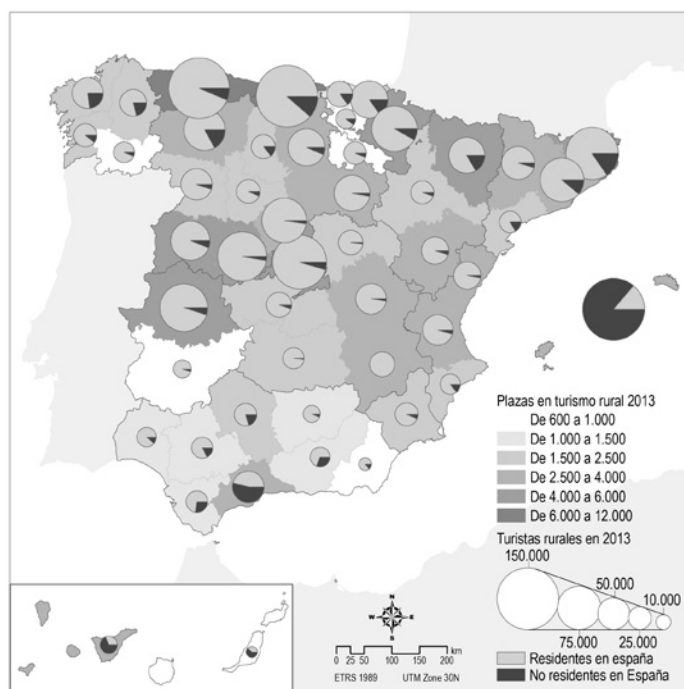 Plazas en turismo rural 2013
De 600 a 1.000
De 1.000 a 1.500
De 1.500 a 2.500
De 2.500 a 4.000
De 4.000 a 6.000
De 6.000 a 12.000
Turistas rurales en 2013
150.000
50.000
10.000
75.000
25.000
Residentes en españa
No residentes en España
N
W E
S
km
0 25 50 100 150 200
ETRS 1989 UTM Zone 30N